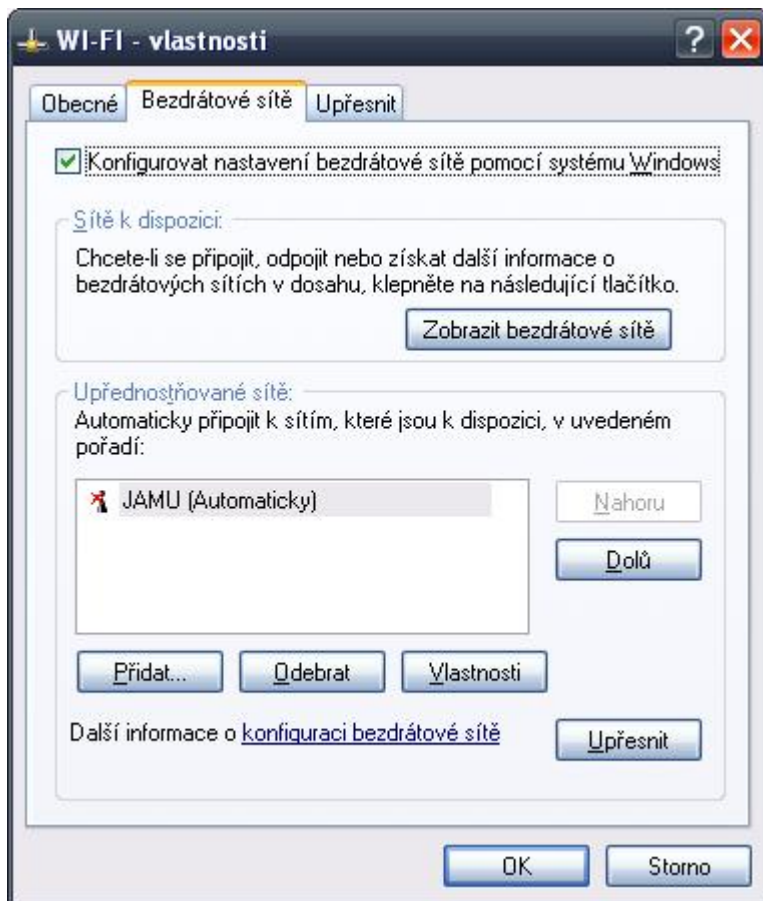 WI-FI - vlastnosti
Obecné Bezdrátové sítě Upřesnit
Konfigurovat nastavení bezdrátové sítě pomocí systému Windows
Sítě k dispozici:
Chcete-li se připojit, odpojit nebo získat další informace o
bezdrátových sítích v dosahu, klepněte na následující tlačítko.
Zobrazit bezdrátové sítě
Upřednostňované sítě:
Automaticky připojit k sítím, které jsou k dispozici, v uvedeném
pořadí:
JAMU (Automaticky)
Nahoru
Dolů
Přidat... Odebrat Vlastnosti
Další informace o konfiguraci bezdrátové sítě
Upřesnit
OK Storno